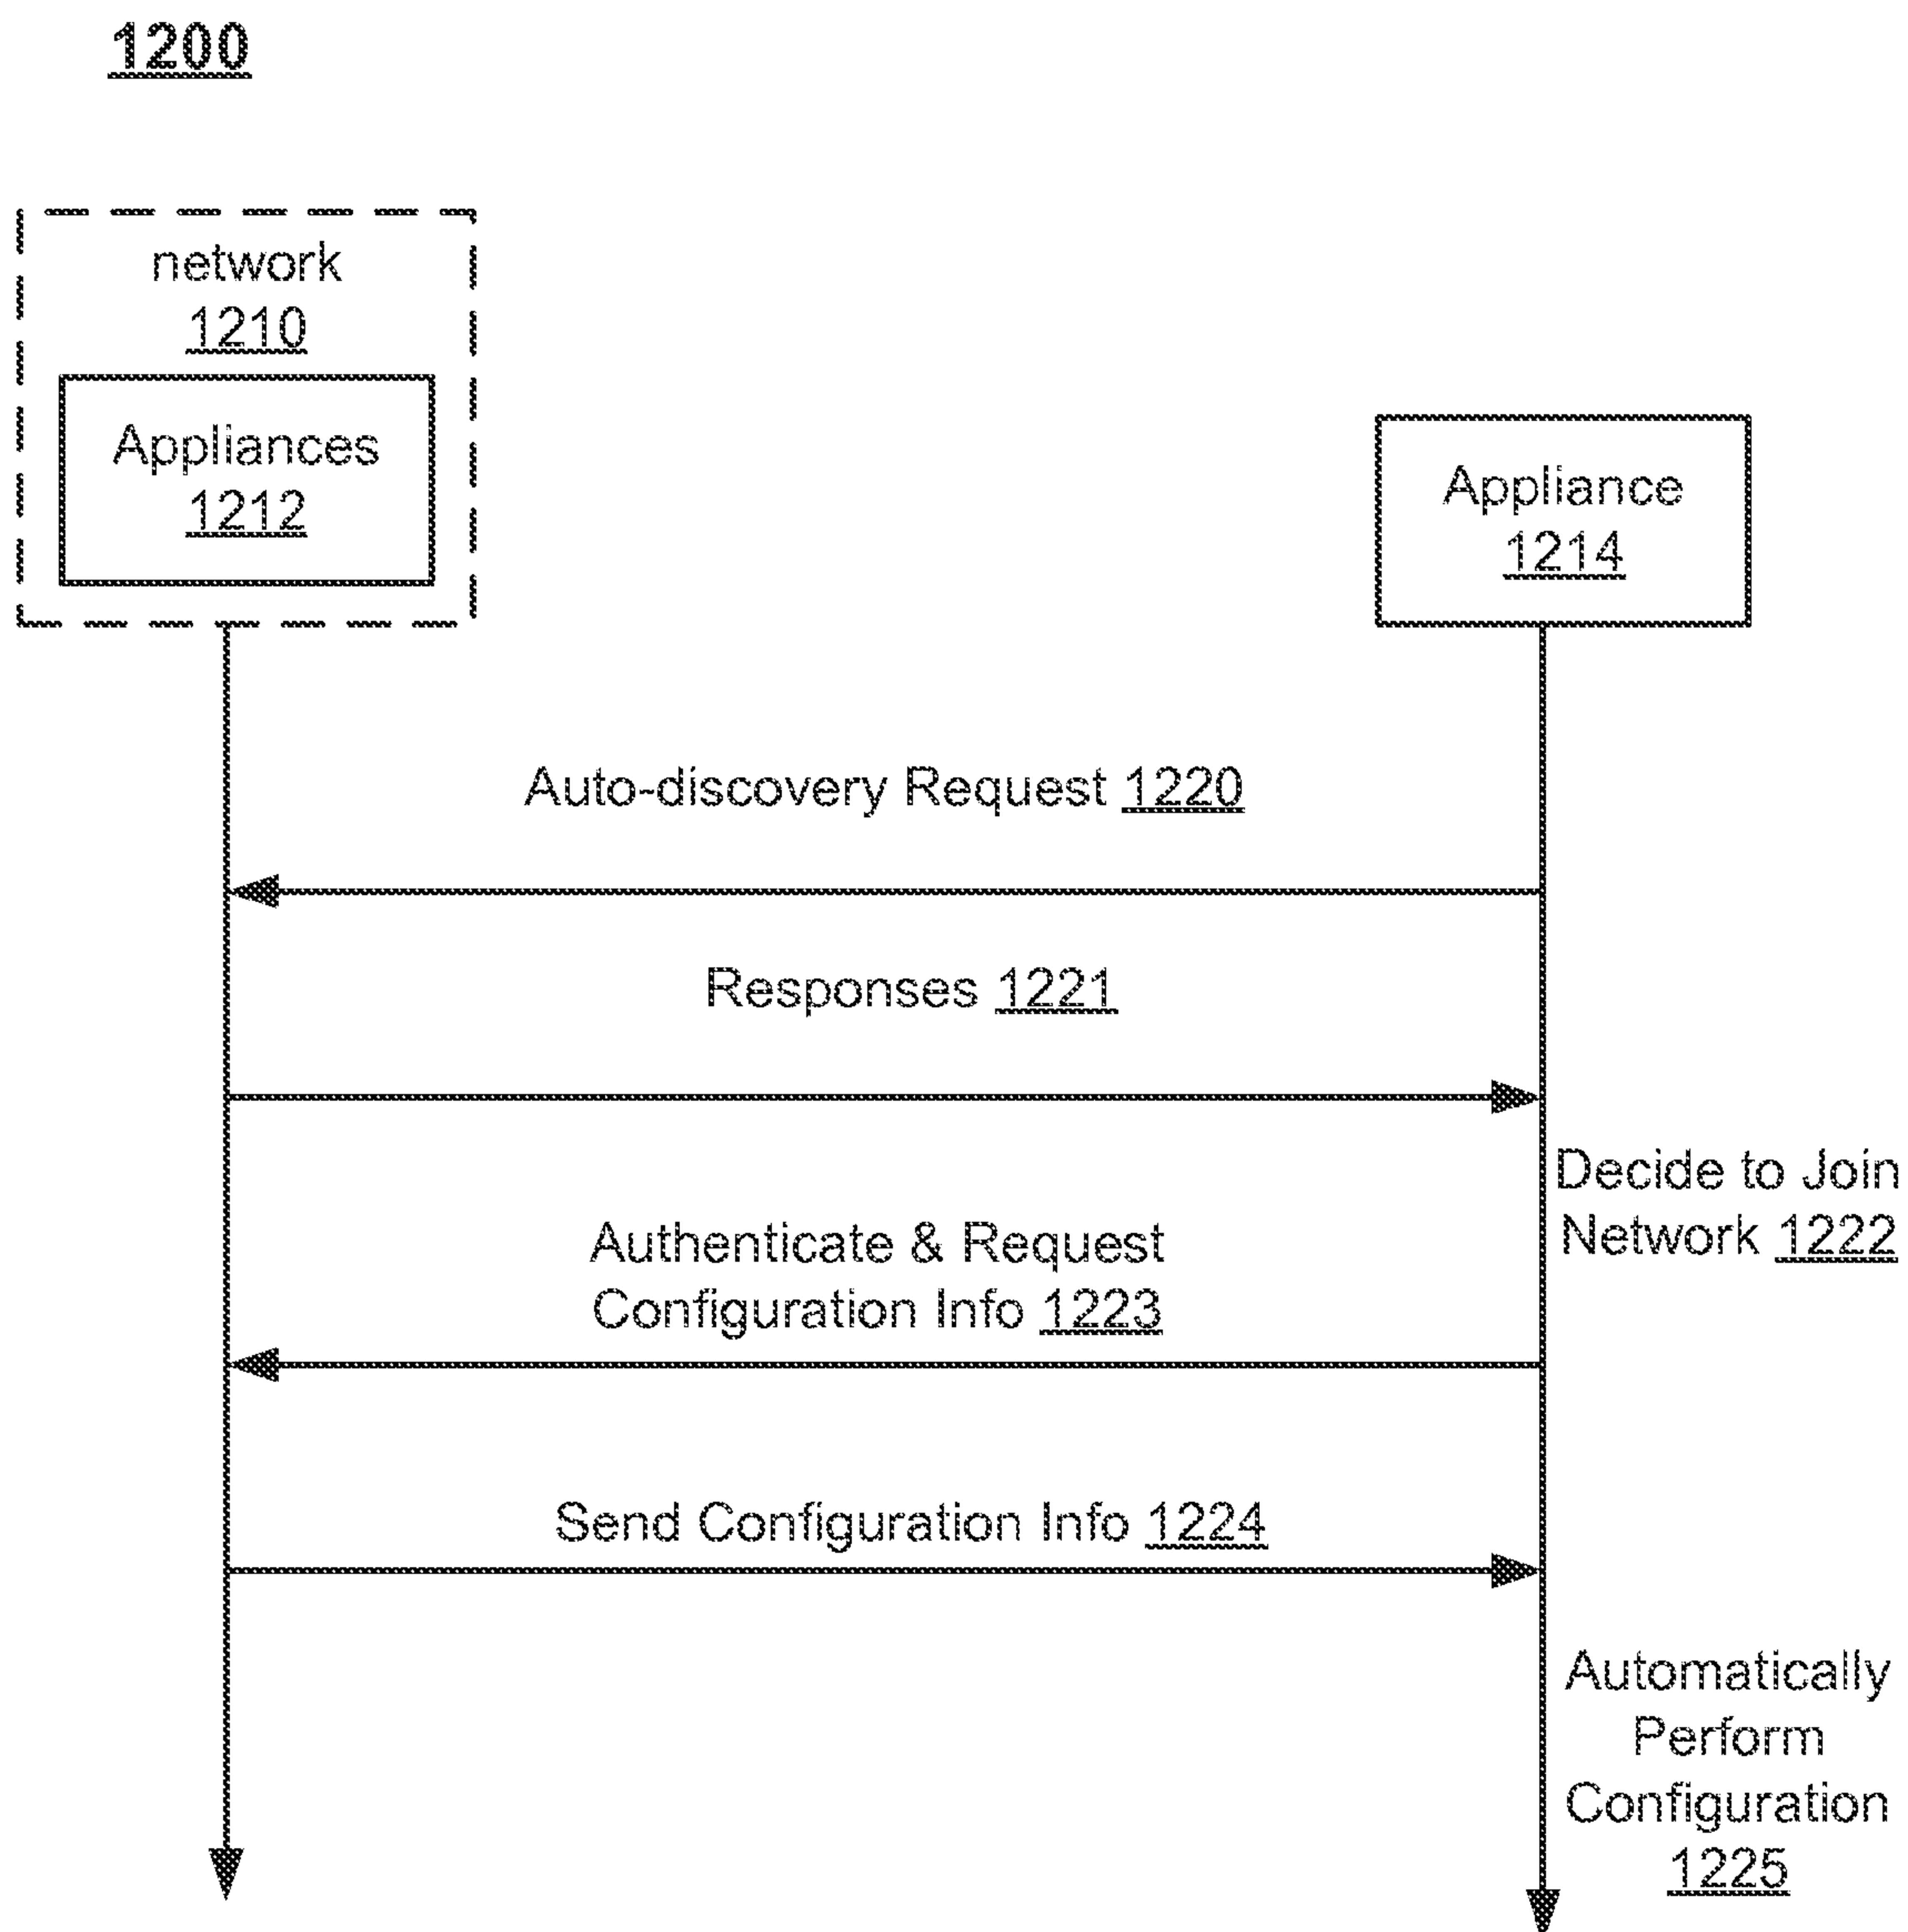 1200
network
1210
Appliances
1212
Appliance
1214
Auto-discovery Request 1220
Responses 1221
Decide to Join
Network 1222
Authenticate & Request
Configuration Info 1223
Send Configuration Info 1224
Automatically
Perform
Configuration
1225